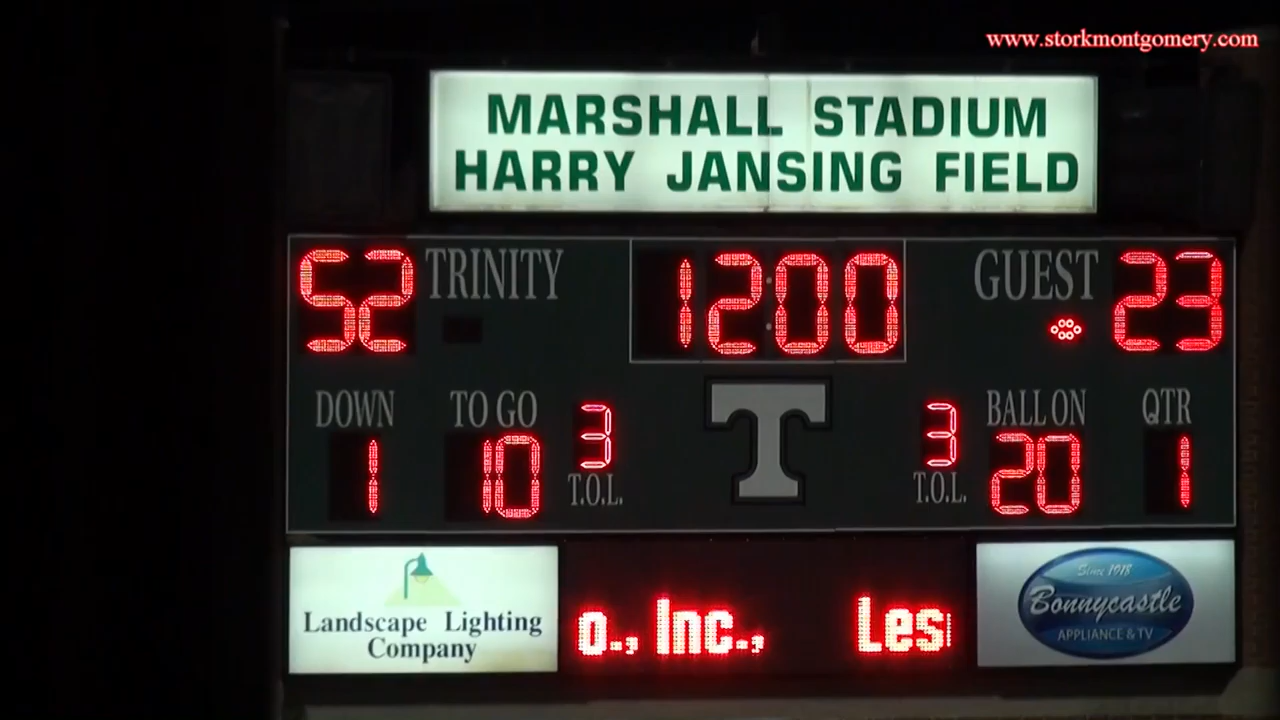 www.storkmontgomery.com
MARSHALL STADIUM
HARRY JANSING FIELD
52 TRINITY 12:00 GUEST 23
DOWN TO GO 3 3 BALL ON QTR
1 10 T.O.L. T T.O.L. 20 1
Landscape Lighting
Company
o., Inc., Les
Since 1918
Bonnycastle
APPLIANCE & TV